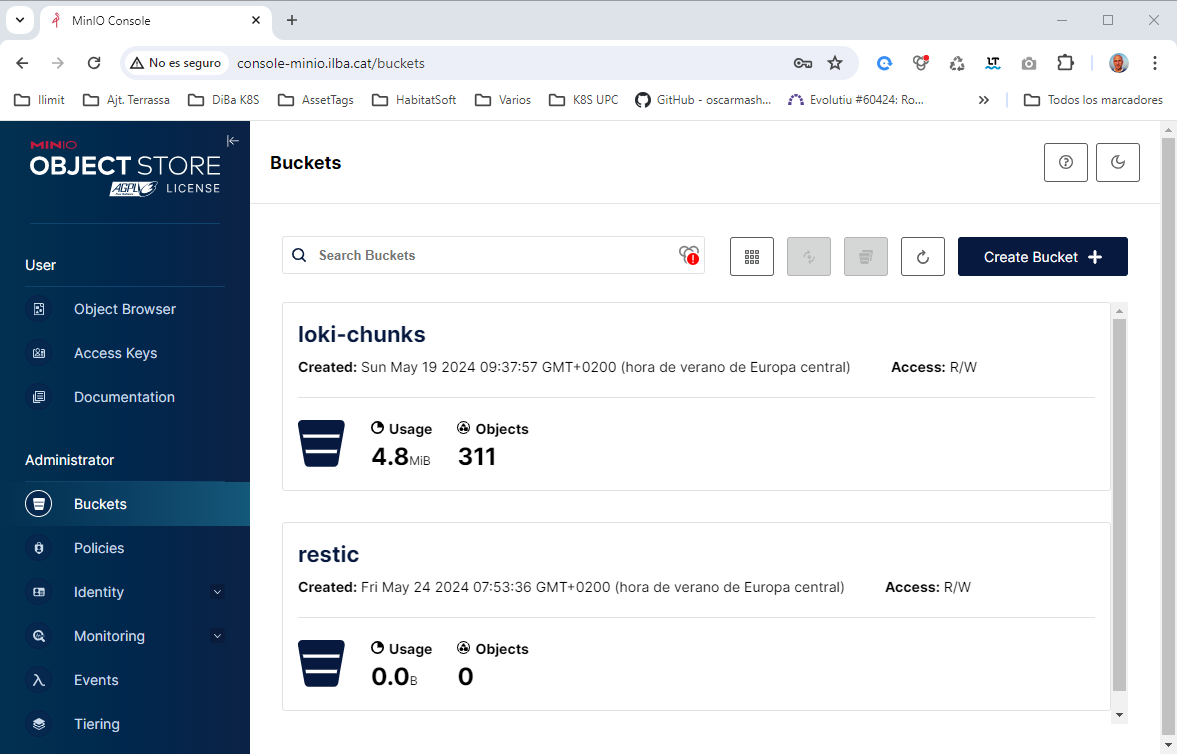 MinIO Console
No es seguro
console-minio.ilba.cat/buckets
Ilimit
Ajt. Terrassa
DiBa K8S
AssetTags
HabitatSoft
Varios
K8S UPC
GitHub - oscarmash...
Evolutiu #60424: Ro...
Todos los marcadores
MINIO
OBJECT STORE
AGPL v3 LICENSE
User
Object Browser
Access Keys
Documentation
Administrator
Buckets
Policies
Identity
Monitoring
Events
Tiering
Buckets
Search Buckets
Create Bucket
loki-chunks
Created: Sun May 19 2024 09:37:57 GMT+0200 (hora de verano de Europa central) Access: R/W
Usage Objects
4.8MiB 311
restic
Created: Fri May 24 2024 07:53:36 GMT+0200 (hora de verano de Europa central) Access: R/W
Usage Objects
0.0B 0